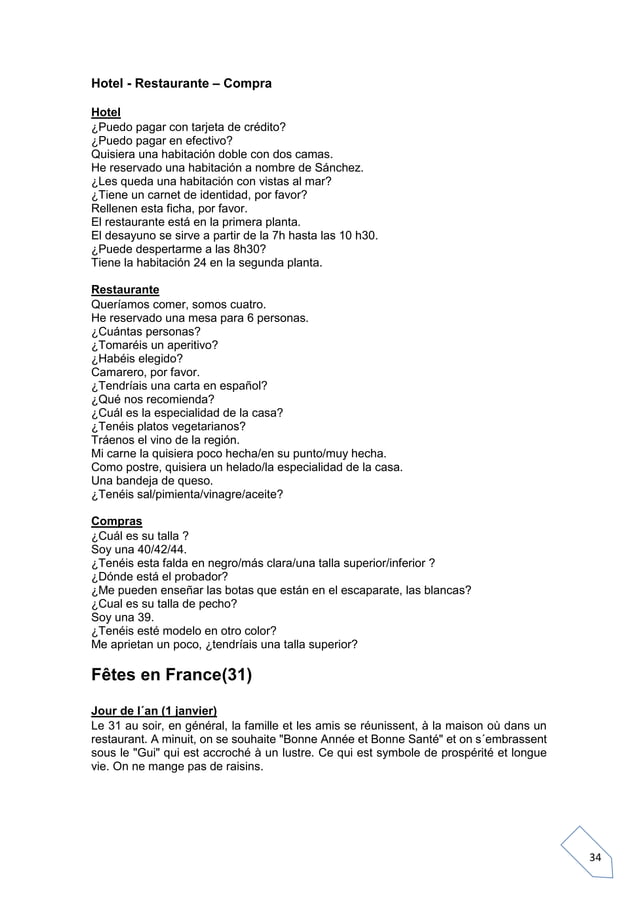 Hotel - Restaurante – Compra
Hotel
¿Puedo pagar con tarjeta de crédito?
¿Puedo pagar en efectivo?
Quisiera una habitación doble con dos camas.
He reservado una habitación a nombre de Sánchez.
¿Les queda una habitación con vistas al mar?
¿Tiene un carnet de identidad, por favor?
Rellenen esta ficha, por favor.
El restaurante está en la primera planta.
El desayuno se sirve a partir de la 7h hasta las 10 h30.
¿Puede despertarme a las 8h30?
Tiene la habitación 24 en la segunda planta.
Restaurante
Queríamos comer, somos cuatro.
He reservado una mesa para 6 personas.
¿Cuántas personas?
¿Tomaréis un aperitivo?
¿Habéis elegido?
Camarero, por favor.
¿Tendríais una carta en español?
¿Qué nos recomienda?
¿Cuál es la especialidad de la casa?
¿Tenéis platos vegetarianos?
Tráenos el vino de la región.
Mi carne la quisiera poco hecha/en su punto/muy hecha.
Como postre, quisiera un helado/la especialidad de la casa.
Una bandeja de queso.
¿Tenéis sal/pimienta/vinagre/aceite?
Compras
¿Cuál es su talla ?
Soy una 40/42/44.
¿Tenéis esta falda en negro/más clara/una talla superior/inferior ?
¿Dónde está el probador?
¿Me pueden enseñar las botas que están en el escaparate, las blancas?
¿Cual es su talla de pecho?
Soy una 39.
¿Tenéis esté modelo en otro color?
Me aprietan un poco, ¿tendríais una talla superior?
Fêtes en France(31)
Jour de l´an (1 janvier)
Le 31 au soir, en général, la famille et les amis se réunissent, à la maison où dans un
restaurant. A minuit, on se souhaite "Bonne Année et Bonne Santé" et on s´embrassent
sous le "Gui" qui est accroché à un lustre. Ce qui est symbole de prospérité et longue
vie. On ne mange pas de raisins.
34